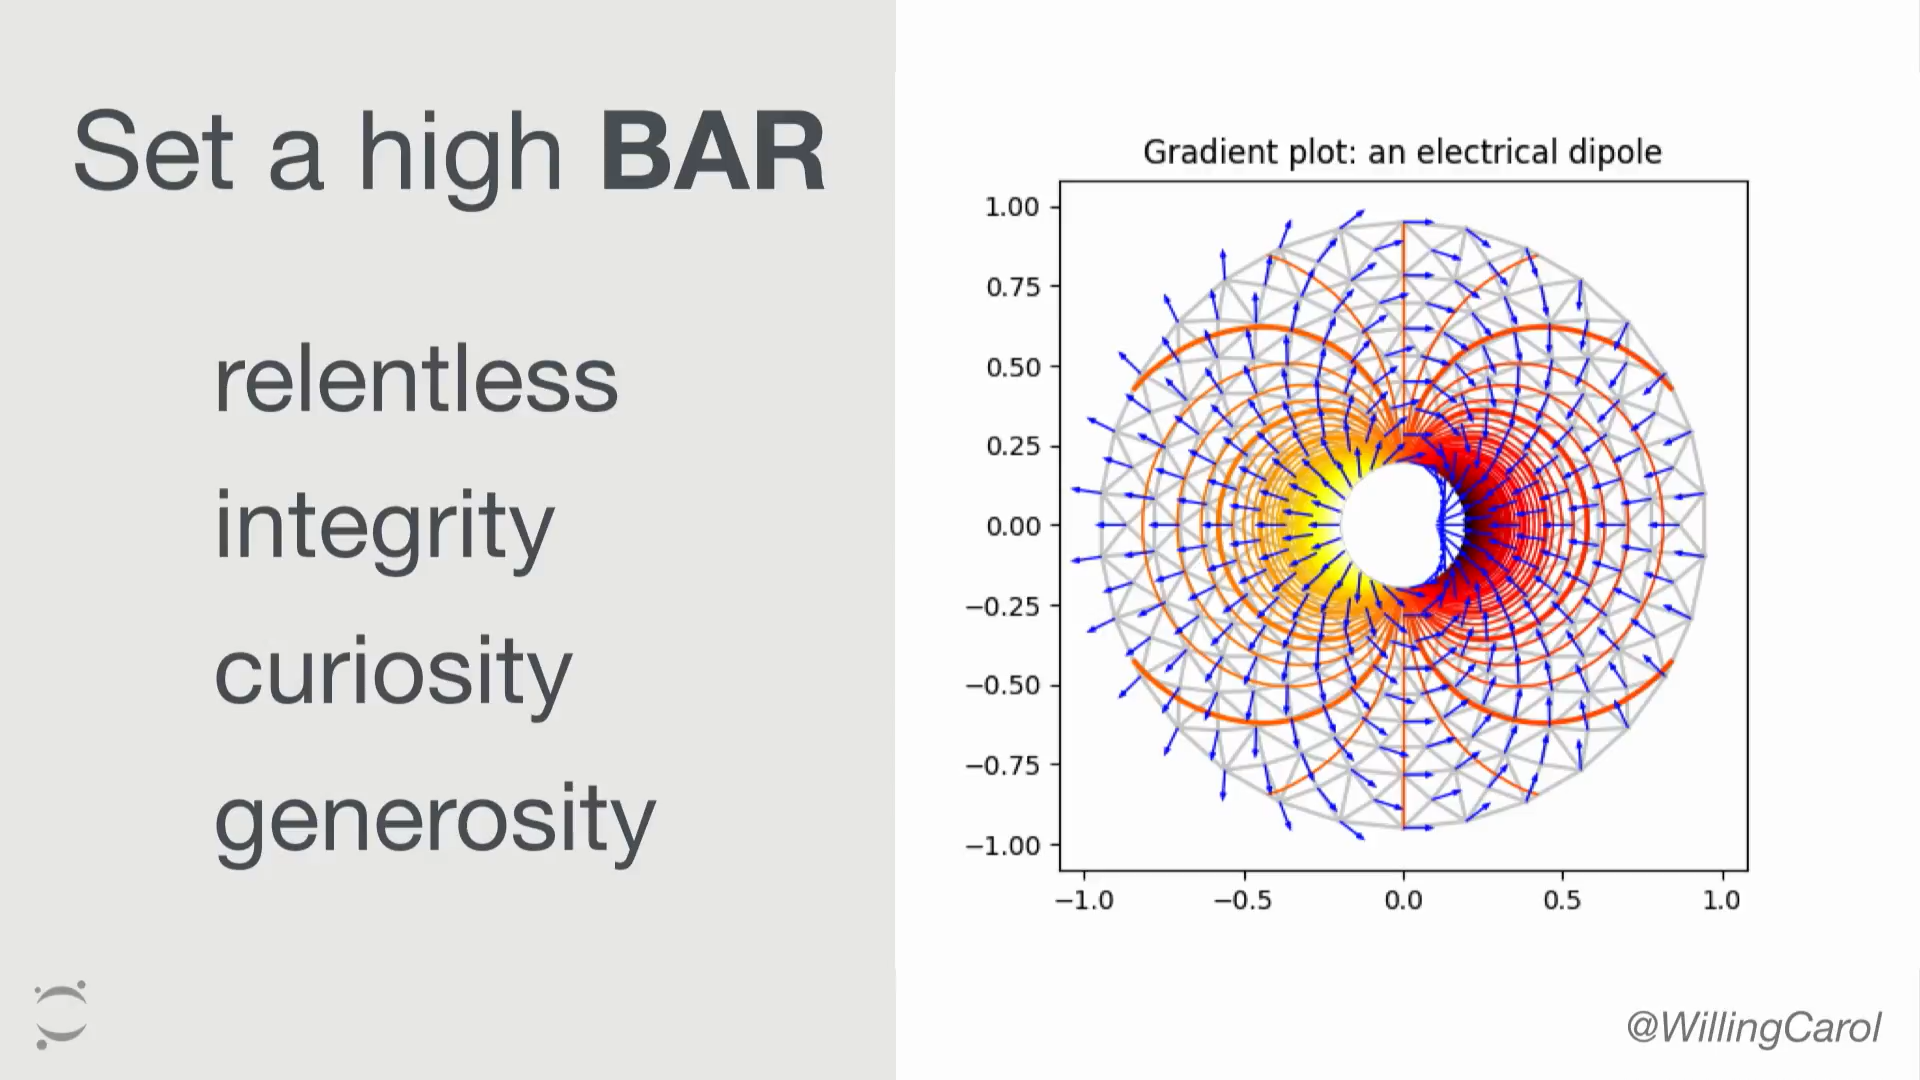 Set a high BAR
relentless
integrity
curiosity
generosity
Gradient plot: an electrical dipole
1.00
0.75
0.50
0.25
0.00
−0.25
−0.50
−0.75
−1.00
−1.0 −0.5 0.0 0.5 1.0
@WillingCarol